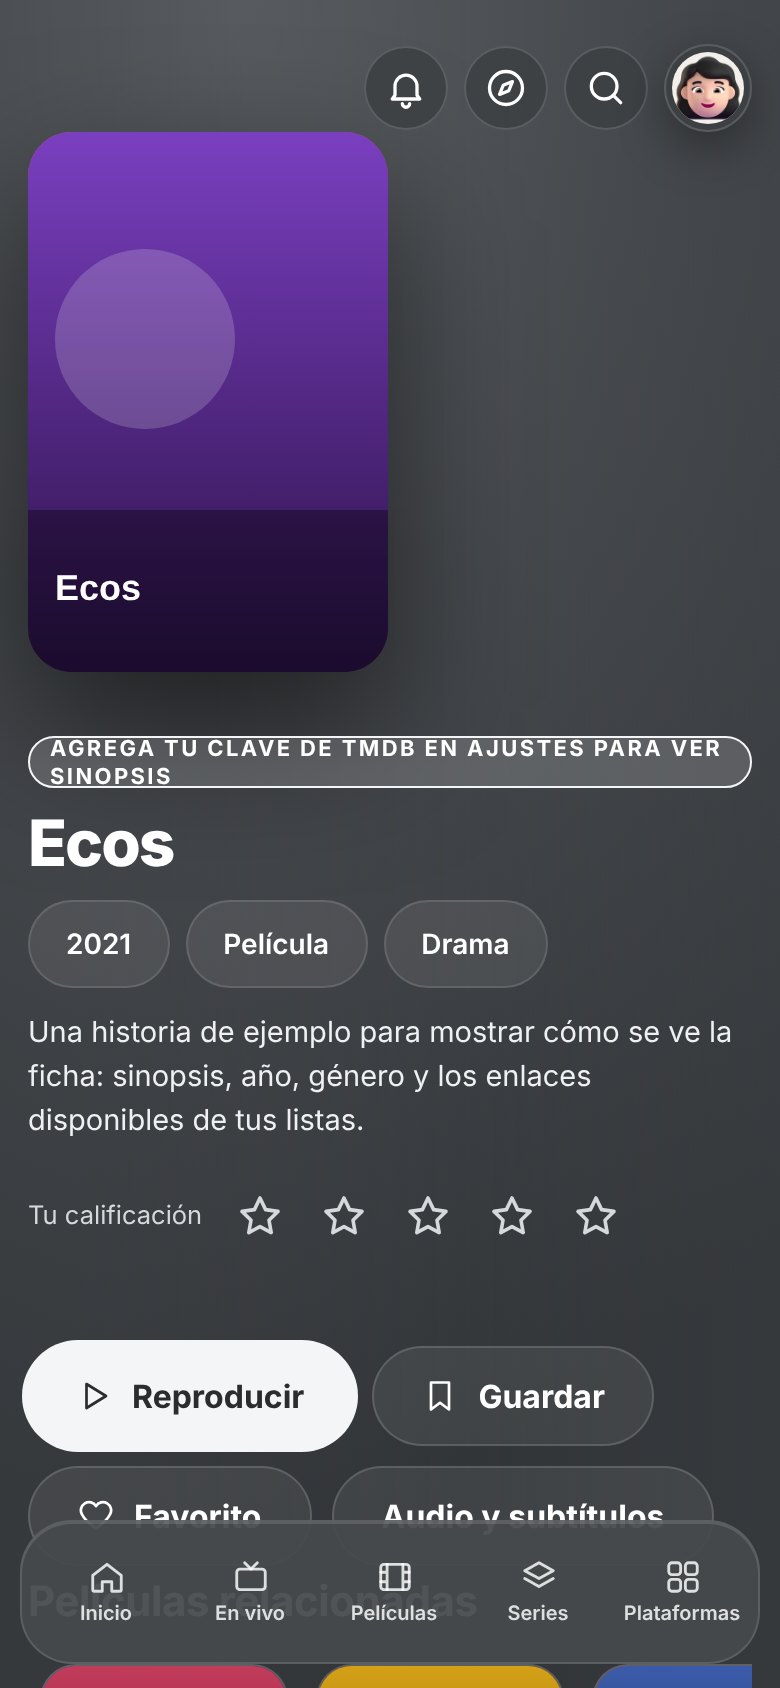 Ecos
AGREGA TU CLAVE DE TMDB EN AJUSTES PARA VER
SINOPSIS
Ecos
2021
Película
Drama
Una historia de ejemplo para mostrar cómo se ve la
ficha: sinopsis, año, género y los enlaces
disponibles de tus listas.
Tu calificación
Reproducir
Guardar
Favorito
Audio y subtítulos
Películas relacionadas
Inicio
En vivo
Películas
Series
Plataformas